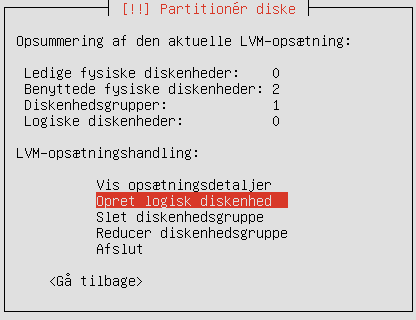 [!!] Partitionér diske
Opsummering af den aktuelle LVM-opsætning:
Ledige fysiske diskenheder: 0
Benyttede fysiske diskenheder: 2
Diskenhedsgrupper: 1
Logiske diskenheder: 0
LVM-opsætningshandling:
Vis opsætningsdetaljer
Opret logisk diskenhed
Slet diskenhedsgruppe
Reducer diskenhedsgruppe
Afslut
<Gå tilbage>